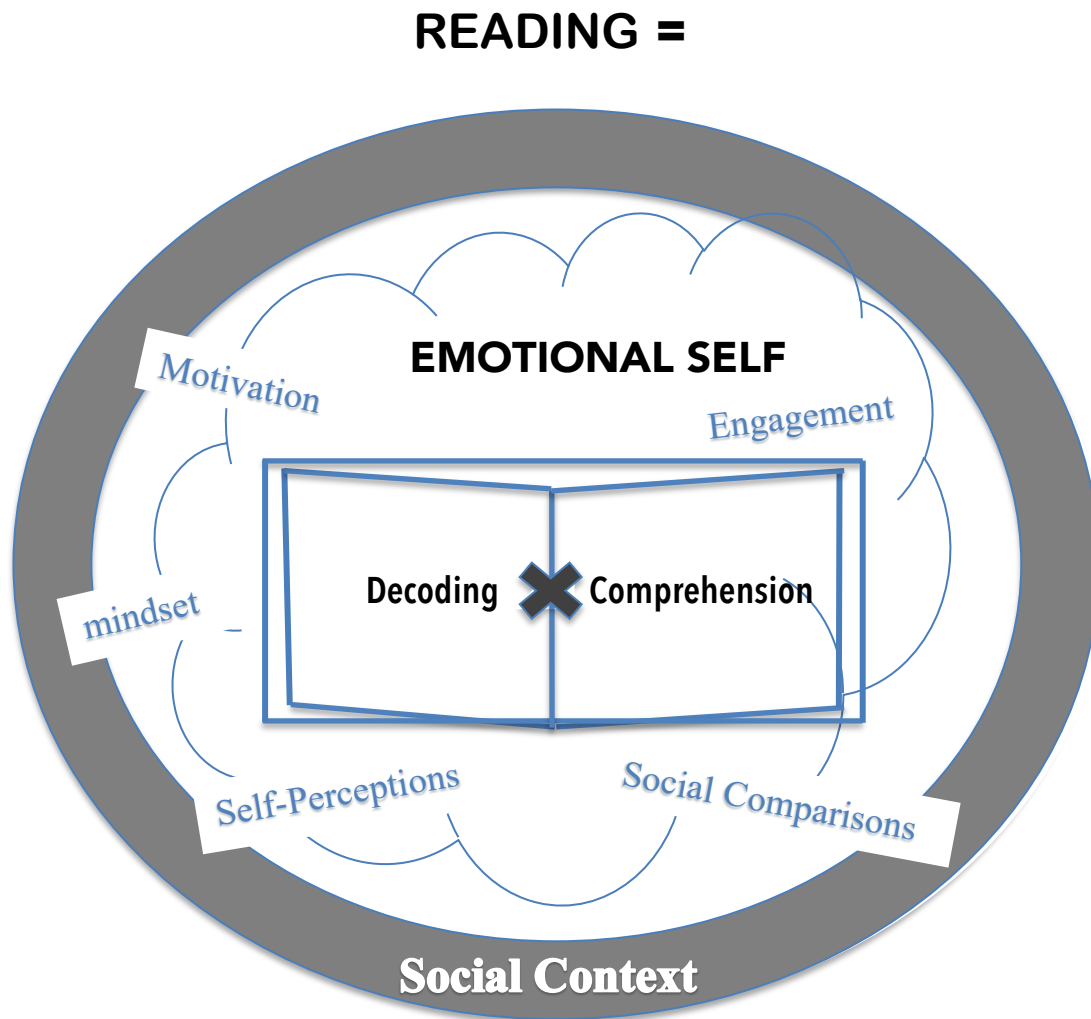 READING =
EMOTIONAL SELF
Motivation
Engagement
Decoding
Comprehension
mindset
Self-Perceptions
Social Comparisons
Social Context